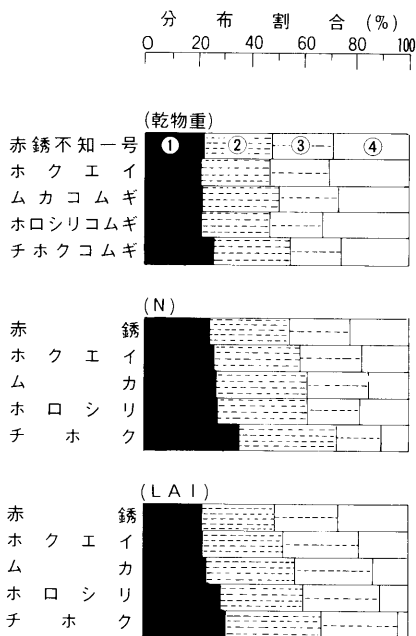 分布割合(%)
0 20 40 60 80 100
(乾物重)
赤銹不知一号 ① ② ③ ④
ホクエイ
ムカコムギ
ホロシリコムギ
チホクコムギ
(N)
赤銹
ホクエイ
ムカ
ホロシリ
チホク
(LAI)
赤銹
ホクエイ
ムカ
ホロシリ
チホク